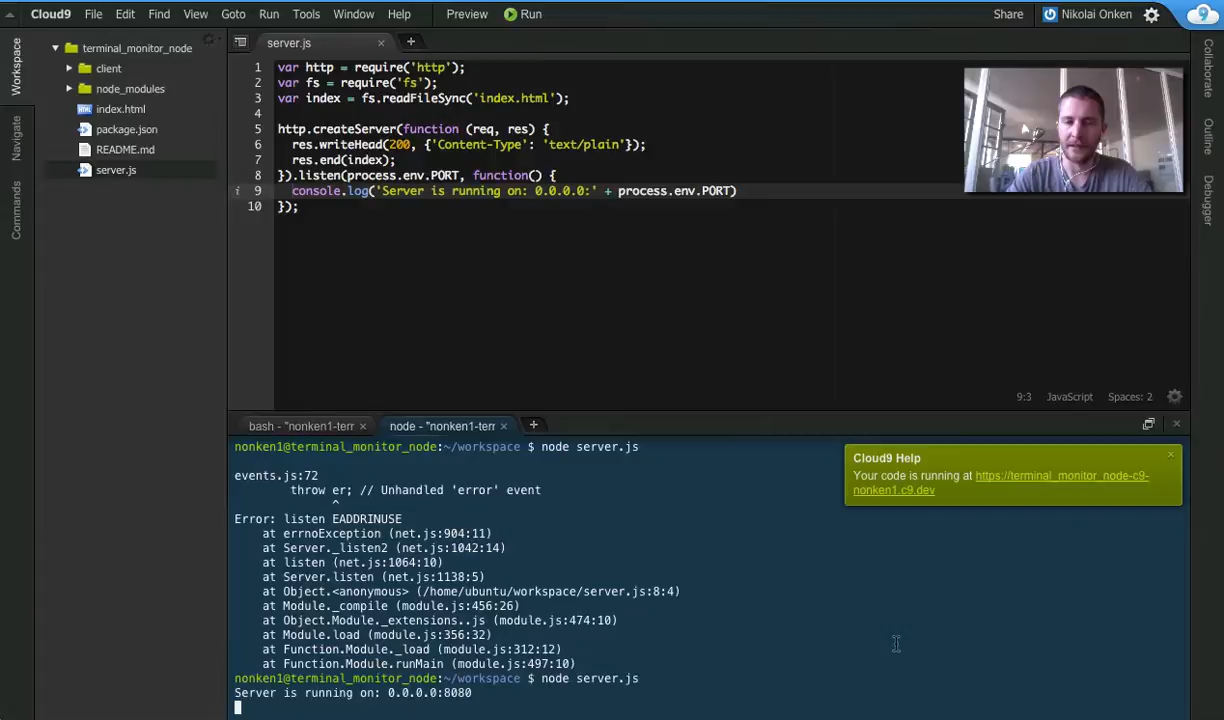 Cloud9 File Edit Find View Goto Run Tools Window Help Preview Run Share Nikolai Onken
Workspace
Navigate
Commands
terminal_monitor_node
client
node_modules
index.html
package.json
README.md
server.js
server.js
1 var http = require('http');
2 var fs = require('fs');
3 var index = fs.readFileSync('index.html');
4
5 http.createServer(function (req, res) {
6 res.writeHead(200, {'Content-Type': 'text/plain'});
7 res.end(index);
8 }).listen(process.env.PORT, function() {
9 console.log('Server is running on: 0.0.0.0:' + process.env.PORT)
10 });
9:3 JavaScript Spaces: 2
Collaborate
Outline
Debugger
bash - "nonken1-terr node - "nonken1-terr
nonken1@terminal_monitor_node:~/workspace $ node server.js
events.js:72
throw er; // Unhandled 'error' event
^
Error: listen EADDRINUSE
at errnoException (net.js:904:11)
at Server._listen2 (net.js:1042:14)
at listen (net.js:1064:10)
at Server.listen (net.js:1138:5)
at Object.<anonymous> (/home/ubuntu/workspace/server.js:8:4)
at Module._compile (module.js:456:26)
at Object.Module._extensions..js (module.js:474:10)
at Module.load (module.js:356:32)
at Function.Module._load (module.js:312:12)
at Function.Module.runMain (module.js:497:10)
nonken1@terminal_monitor_node:~/workspace $ node server.js
Server is running on: 0.0.0.0:8080
Cloud9 Help
Your code is running at https://terminal_monitor_node-c9-
nonken1.c9.dev